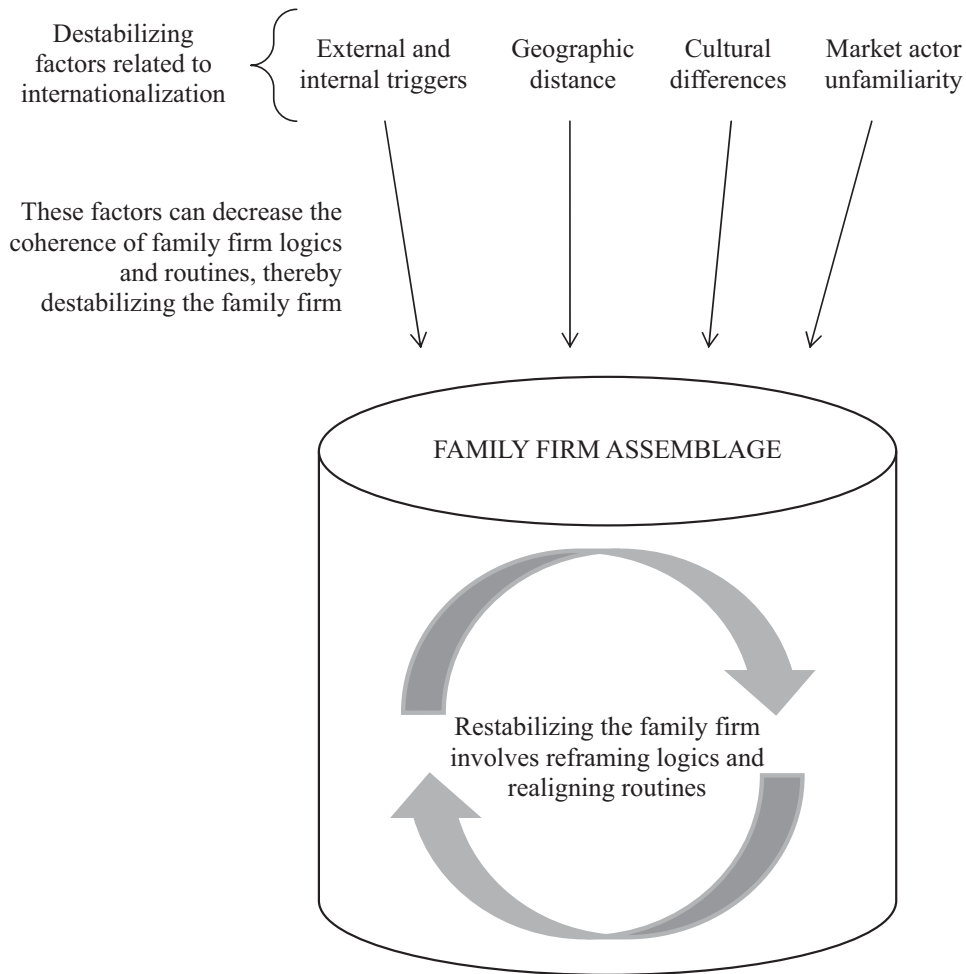 Destabilizing
factors related to
internationalization
External and
internal triggers
Geographic
distance
Cultural
differences
Market actor
unfamiliarity
These factors can decrease the
coherence of family firm logics
and routines, thereby
destabilizing the family firm
FAMILY FIRM ASSEMBLAGE
Restabilizing the family firm
involves reframing logics and
realigning routines